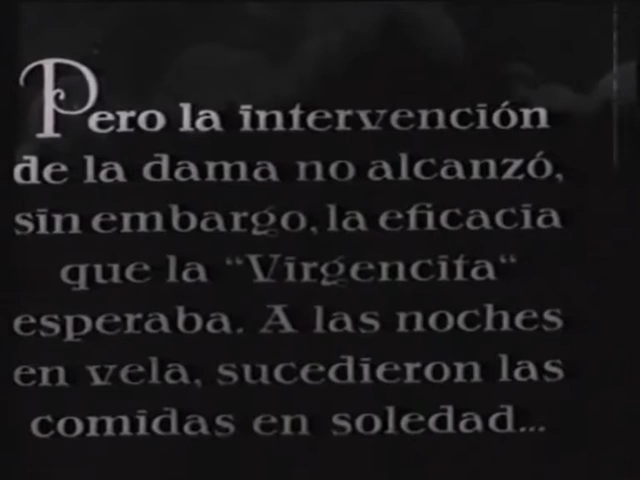 Pero la intervención
de la dama no alcanzó,
sin embargo, la eficacia
que la "Virgencita"
esperaba. A las noches
en vela, sucedieron las
comidas en soledad...